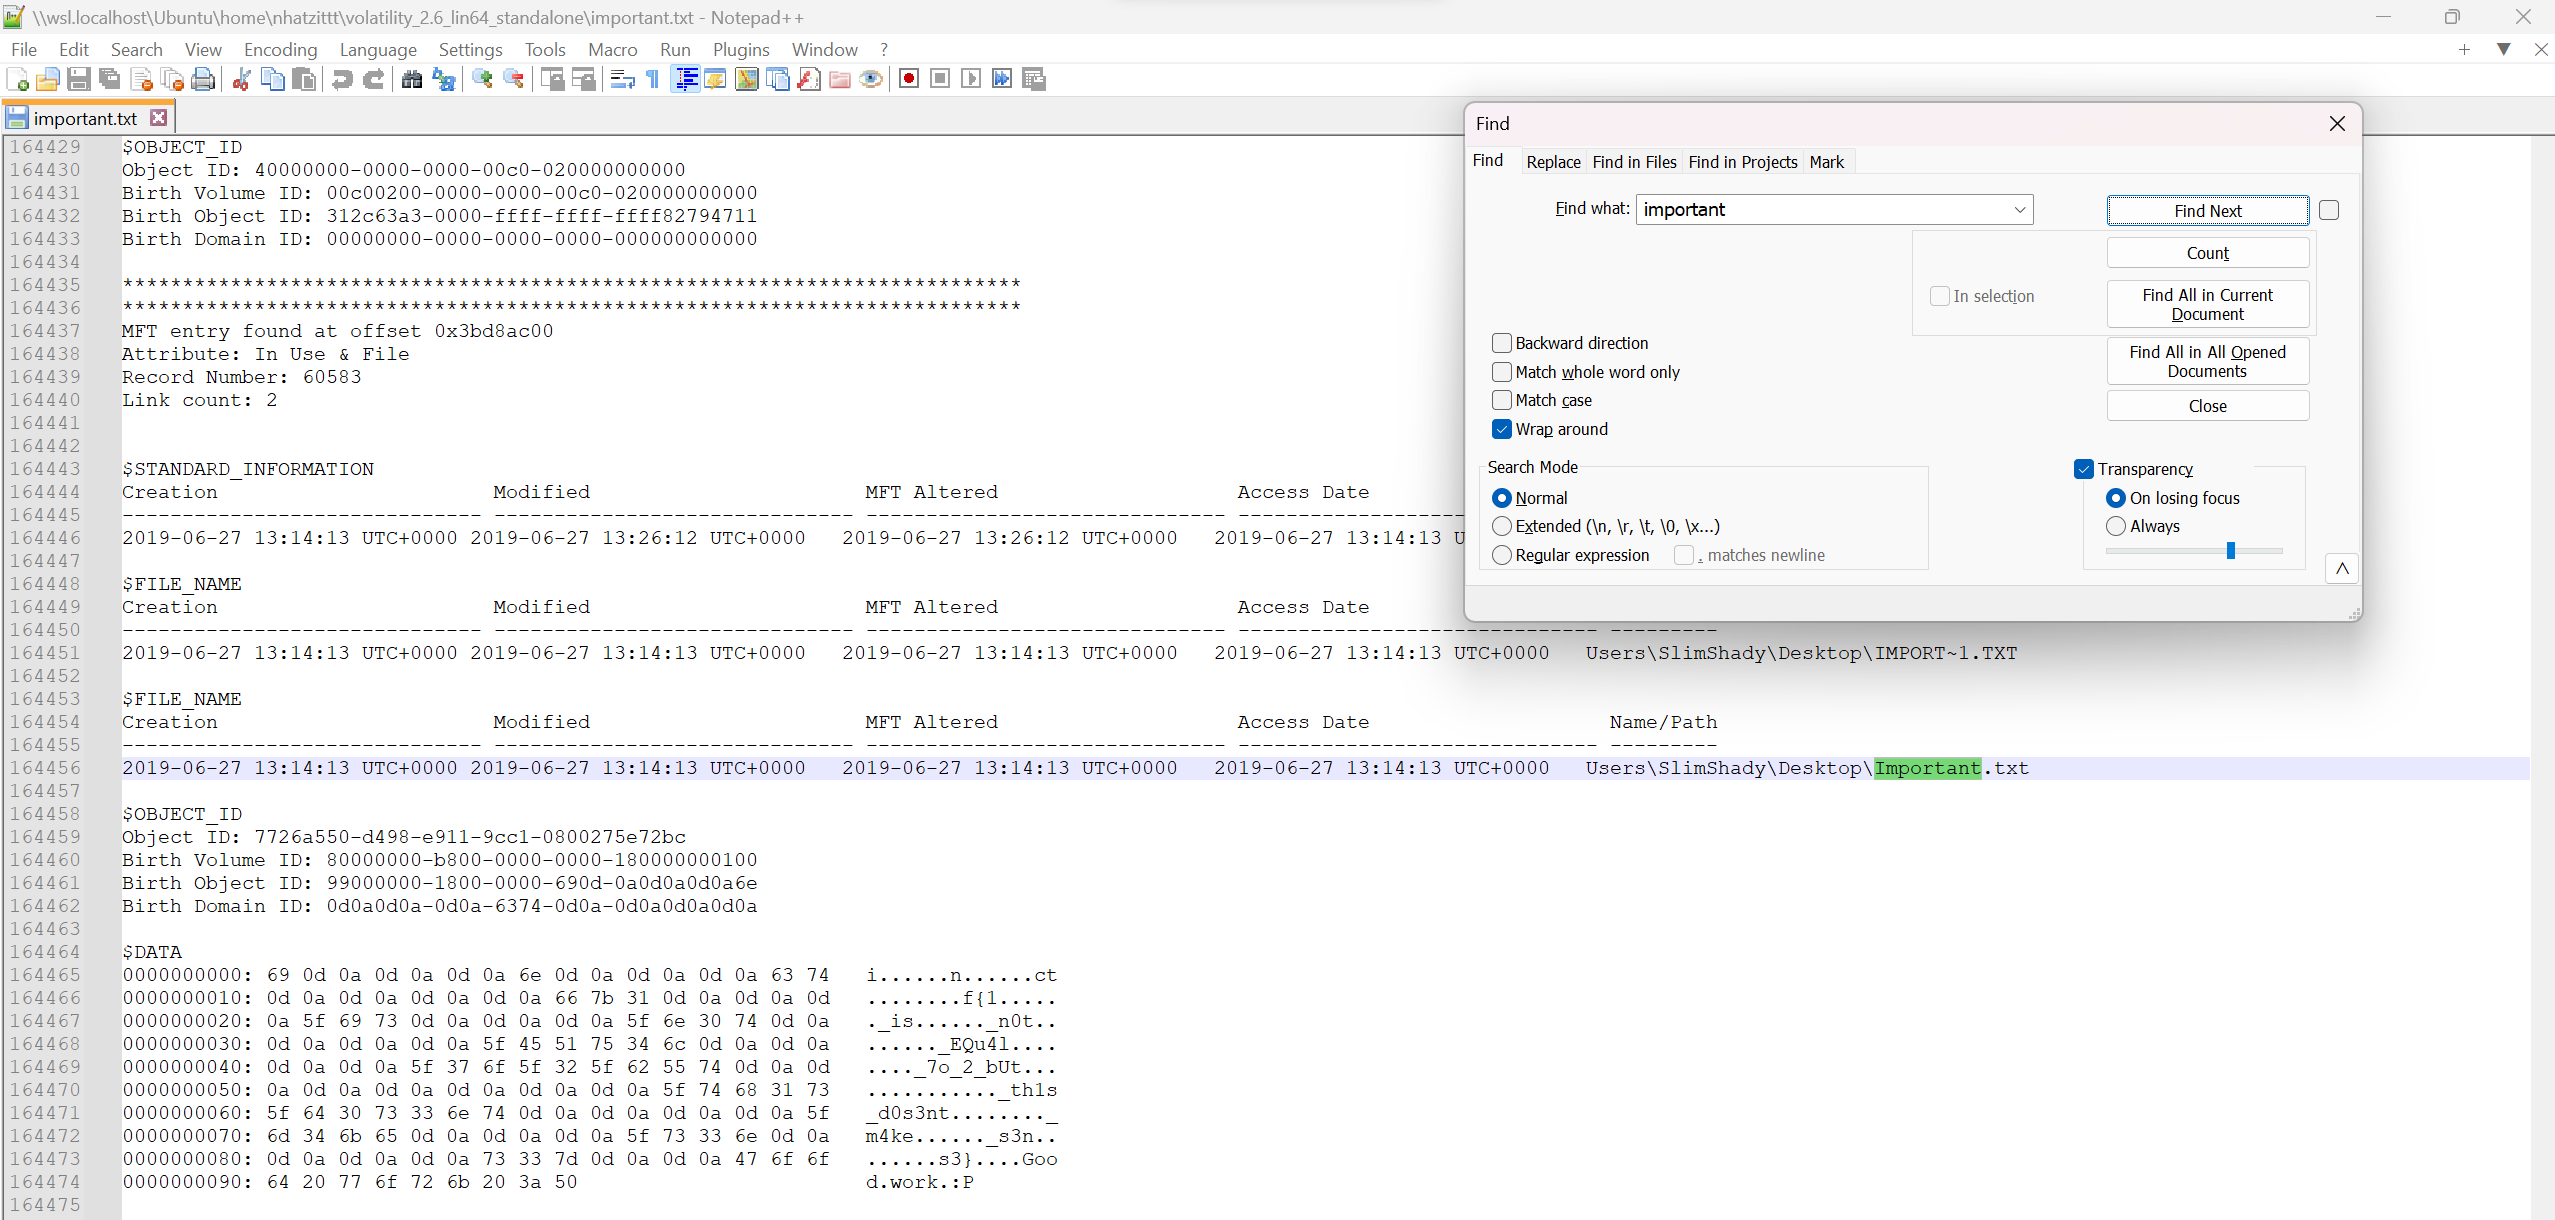 \\wsl.localhost\Ubuntu\home\nhatzittt\volatility_2.6_lin64_standalone\important.txt - Notepad++
File Edit Search View Encoding Language Settings Tools Macro Run Plugins Window ?
important.txt
164429 $OBJECT_ID
164430 Object ID: 40000000-0000-0000-00c0-020000000000
164431 Birth Volume ID: 00c00200-0000-0000-00c0-020000000000
164432 Birth Object ID: 312c63a3-0000-ffff-ffff-ffff82794711
164433 Birth Domain ID: 00000000-0000-0000-0000-000000000000
164434
164435 ***************************************************************************
164436 ***************************************************************************
164437 MFT entry found at offset 0x3bd8ac00
164438 Attribute: In Use & File
164439 Record Number: 60583
164440 Link count: 2
164441
164442
164443 $STANDARD_INFORMATION
164444 Creation Modified MFT Altered Access Date
164445 ------------------------------ ------------------------------ ------------------------------ -------------------
164446 2019-06-27 13:14:13 UTC+0000 2019-06-27 13:26:12 UTC+0000 2019-06-27 13:26:12 UTC+0000 2019-06-27 13:14:13 U
164447
164448 $FILE_NAME
164449 Creation Modified MFT Altered Access Date
164450 ------------------------------ ------------------------------ ------------------------------ ------------------------------ ---------
164451 2019-06-27 13:14:13 UTC+0000 2019-06-27 13:14:13 UTC+0000 2019-06-27 13:14:13 UTC+0000 2019-06-27 13:14:13 UTC+0000 Users\SlimShady\Desktop\IMPORT~1.TXT
164452
164453 $FILE_NAME
164454 Creation Modified MFT Altered Access Date Name/Path
164455 ------------------------------ ------------------------------ ------------------------------ ------------------------------ ---------
164456 2019-06-27 13:14:13 UTC+0000 2019-06-27 13:14:13 UTC+0000 2019-06-27 13:14:13 UTC+0000 2019-06-27 13:14:13 UTC+0000 Users\SlimShady\Desktop\Important.txt
164457
164458 $OBJECT_ID
164459 Object ID: 7726a550-d498-e911-9cc1-0800275e72bc
164460 Birth Volume ID: 80000000-b800-0000-0000-180000000100
164461 Birth Object ID: 99000000-1800-0000-690d-0a0d0a0d0a6e
164462 Birth Domain ID: 0d0a0d0a-0d0a-6374-0d0a-0d0a0d0a0d0a
164463
164464 $DATA
164465 0000000000: 69 0d 0a 0d 0a 0d 0a 6e 0d 0a 0d 0a 0d 0a 63 74 i......n......ct
164466 0000000010: 0d 0a 0d 0a 0d 0a 0d 0a 66 7b 31 0d 0a 0d 0a 0d ........f{1.....
164467 0000000020: 0a 5f 69 73 0d 0a 0d 0a 0d 0a 5f 6e 30 74 0d 0a ._is......_n0t..
164468 0000000030: 0d 0a 0d 0a 0d 0a 5f 45 51 75 34 6c 0d 0a 0d 0a ......_EQu4l....
164469 0000000040: 0d 0a 0d 0a 5f 37 6f 5f 32 5f 62 55 74 0d 0a 0d ...._7o_2_bUt...
164470 0000000050: 0a 0d 0a 0d 0a 0d 0a 0d 0a 0d 0a 5f 74 68 31 73 ..........._th1s
164471 0000000060: 5f 64 30 73 33 6e 74 0d 0a 0d 0a 0d 0a 0d 0a 5f _d0s3nt........_
164472 0000000070: 6d 34 6b 65 0d 0a 0d 0a 0d 0a 5f 73 33 6e 0d 0a m4ke......_s3n..
164473 0000000080: 0d 0a 0d 0a 0d 0a 73 33 7d 0d 0a 0d 0a 47 6f 6f ......s3}....Goo
164474 0000000090: 64 20 77 6f 72 6b 20 3a 50 d.work.:P
164475
Find
Find Replace Find in Files Find in Projects Mark
Find what: important
Find Next
Count
In selection
Find All in Current Document
Backward direction
Find All in All Opened Documents
Match whole word only
Match case
Close
Wrap around
Search Mode
Transparency
Normal
On losing focus
Extended (\n, \r, \t, \0, \x...)
Always
Regular expression
. matches newline